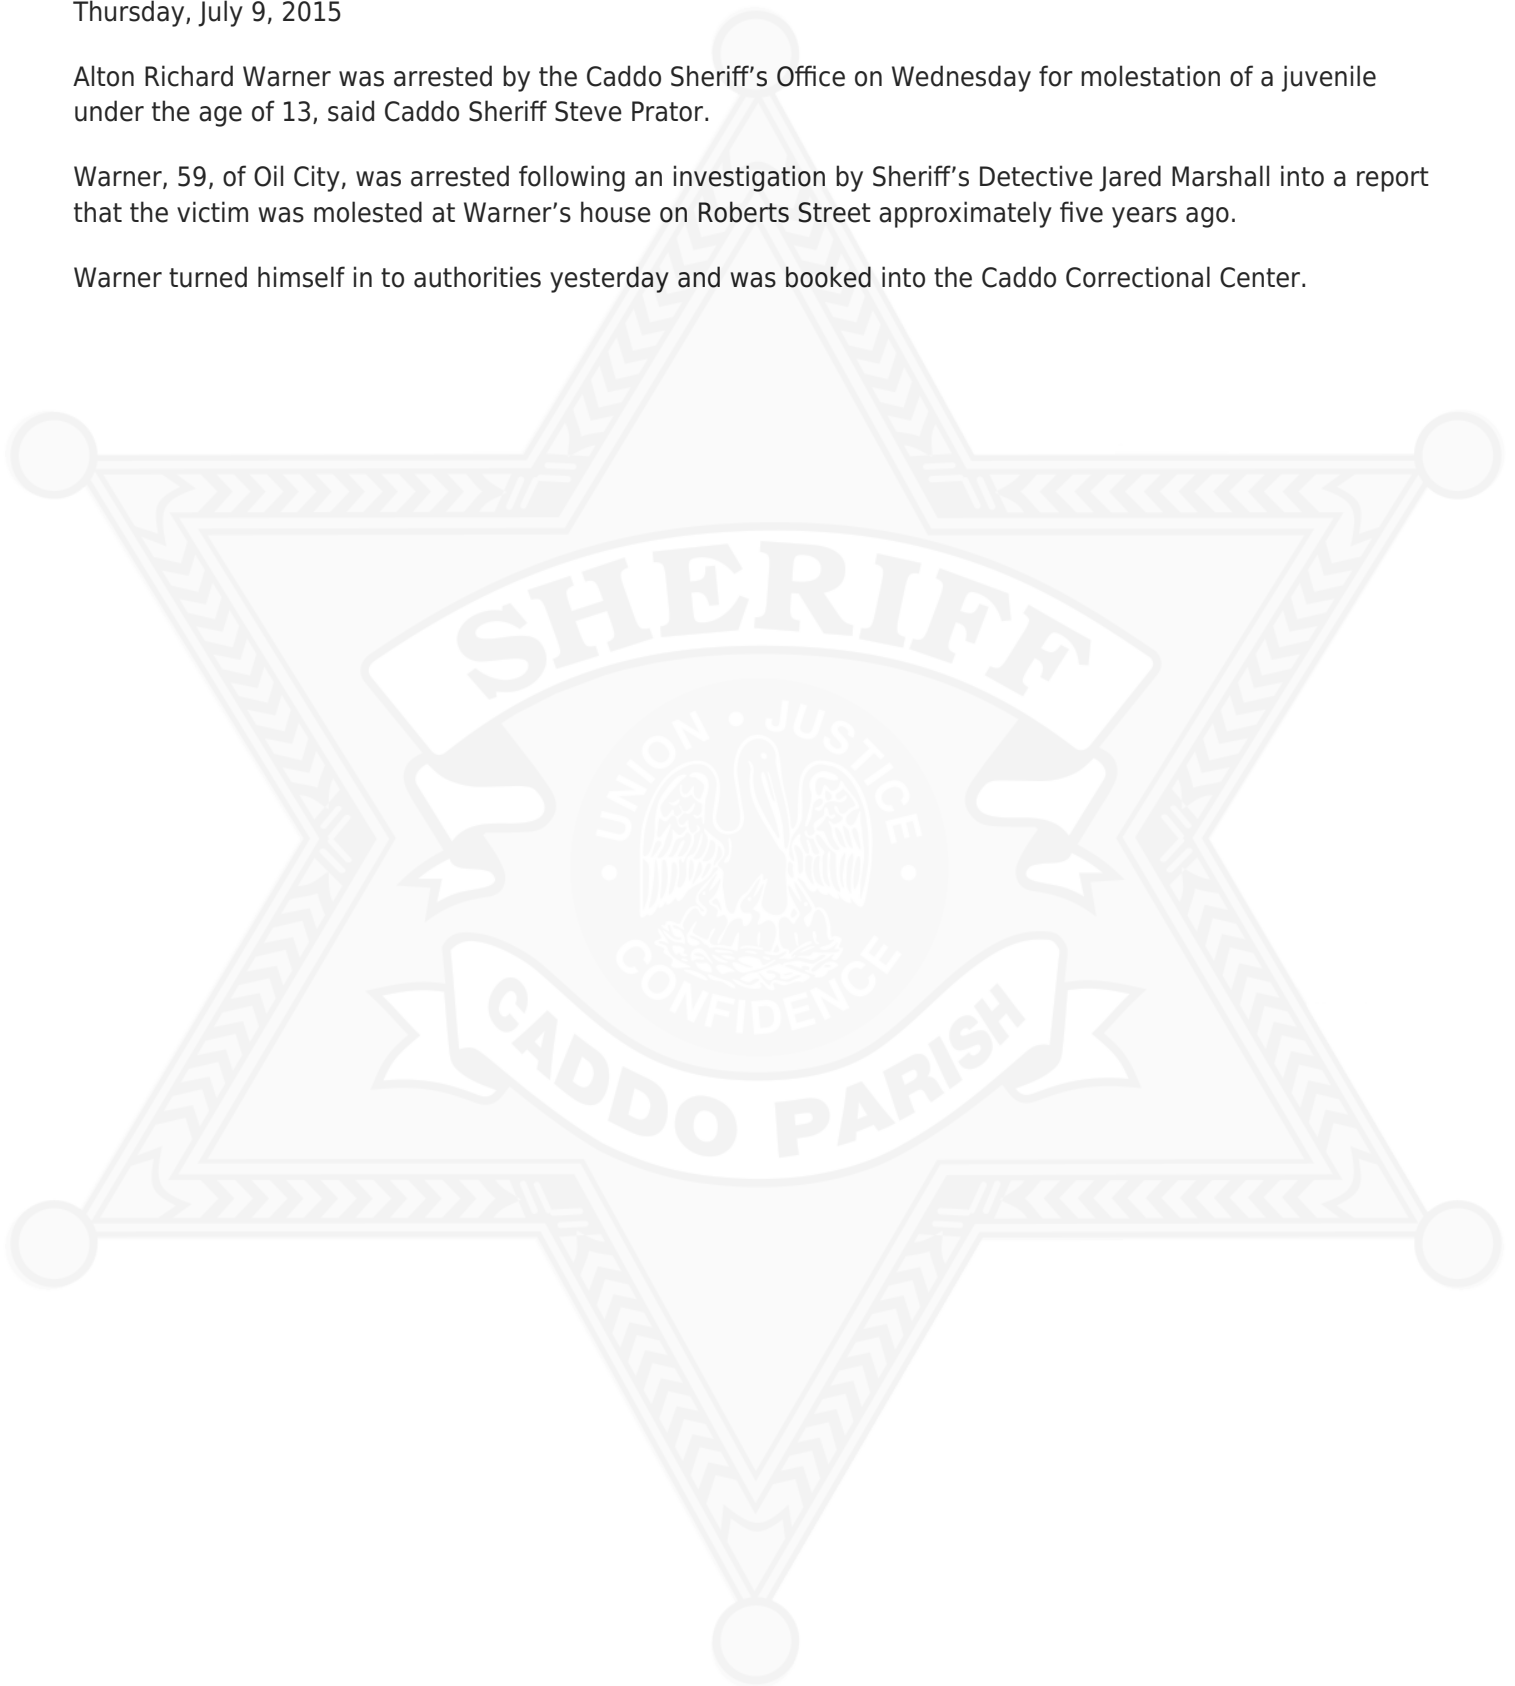 Thursday, July 9, 2015
Alton Richard Warner was arrested by the Caddo Sheriff’s Office on Wednesday for molestation of a juvenile
under the age of 13, said Caddo Sheriff Steve Prator.
Warner, 59, of Oil City, was arrested following an investigation by Sheriff’s Detective Jared Marshall into a report
that the victim was molested at Warner’s house on Roberts Street approximately five years ago.
Warner turned himself in to authorities yesterday and was booked into the Caddo Correctional Center.
SHERIFF
UNION • JUSTICE
• CONFIDENCE •
CADDO PARISH